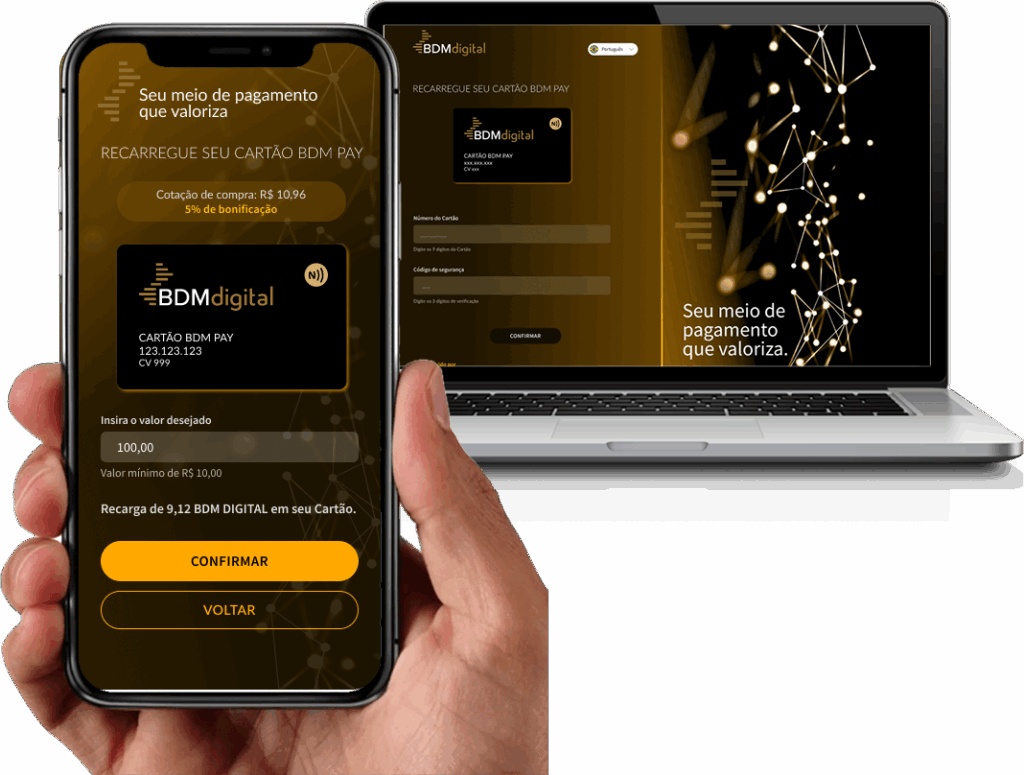 Seu meio de pagamento
que valoriza
RECARREGUE SEU CARTÃO BDM PAY
Cotação de compra: R$ 10,96
5% de bonificação
BDMdigital
N
CARTÃO BDM PAY
123.123.123
CV 999
Insira o valor desejado
100,00
Valor mínimo de R$ 10,00
Recarga de 9,12 BDM DIGITAL em seu Cartão.
CONFIRMAR
VOLTAR
BDMdigital
Português
RECARREGUE SEU CARTÃO BDM PAY
BDMdigital
N
CARTÃO BDM PAY
xxx.xxx.xxx
CV xxx
Número do Cartão
Digite os 9 dígitos do Cartão
Código de segurança
Digite os 3 dígitos de verificação
CONFIRMAR
por
Seu meio de
pagamento
que valoriza.